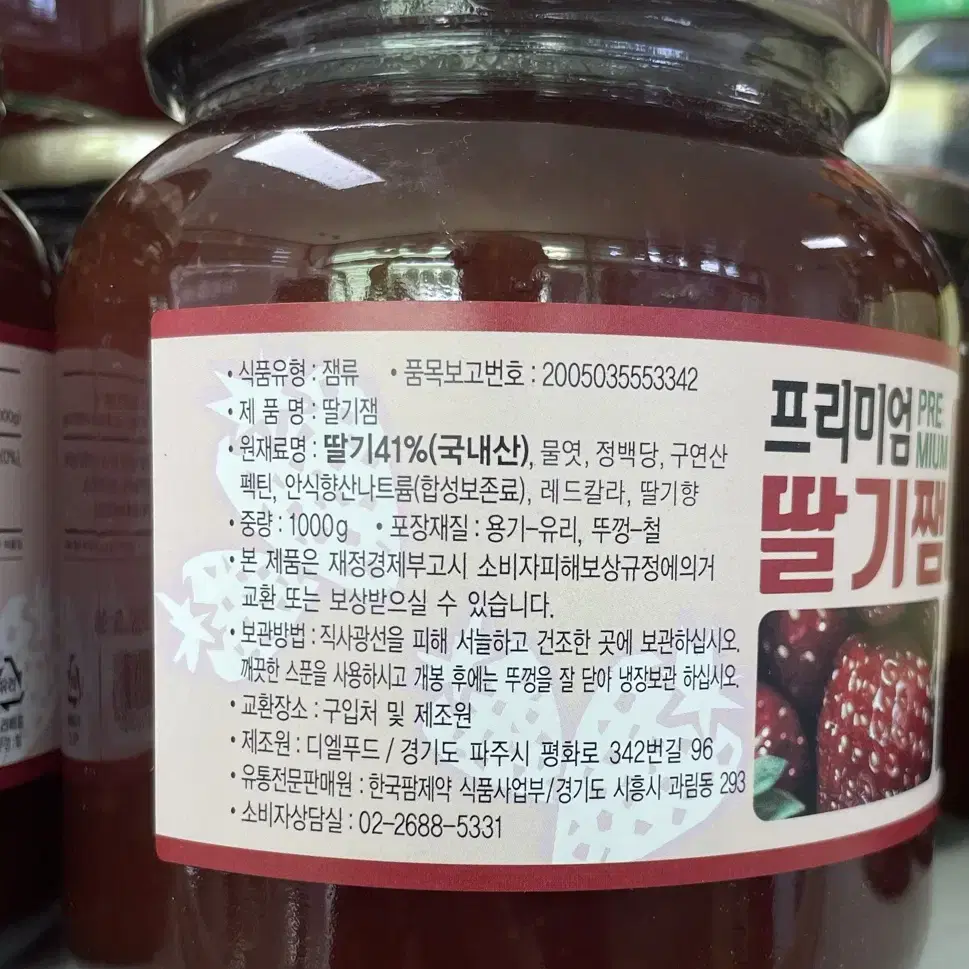 •식품유형 : 잼류 •품목보고번호 : 2005035553342
•제 품 명 : 딸기잼
•원재료명 : 딸기41%(국내산), 물엿, 정백당, 구연산
펙틴, 안식향산나트륨(합성보존료), 레드칼라, 딸기향
•중량 : 1000g •포장재질 : 용기-유리, 뚜껑-철
•본 제품은 재정경제부고시 소비자피해보상규정에의거
교환 또는 보상받으실 수 있습니다.
•보관방법 : 직사광선을 피해 서늘하고 건조한 곳에 보관하십시오.
깨끗한 스푼을 사용하시고 개봉 후에는 뚜껑을 잘 닫아 냉장보관 하십시오.
•교환장소 : 구입처 및 제조원
•제조원 : 디엘푸드 / 경기도 파주시 평화로 342번길 96
•유통전문판매원 : 한국팜제약 식품사업부/경기도 시흥시 과림동 293
•소비자상담실 : 02-2688-5331
프리미엄
PRE
MIUM
딸기쨈